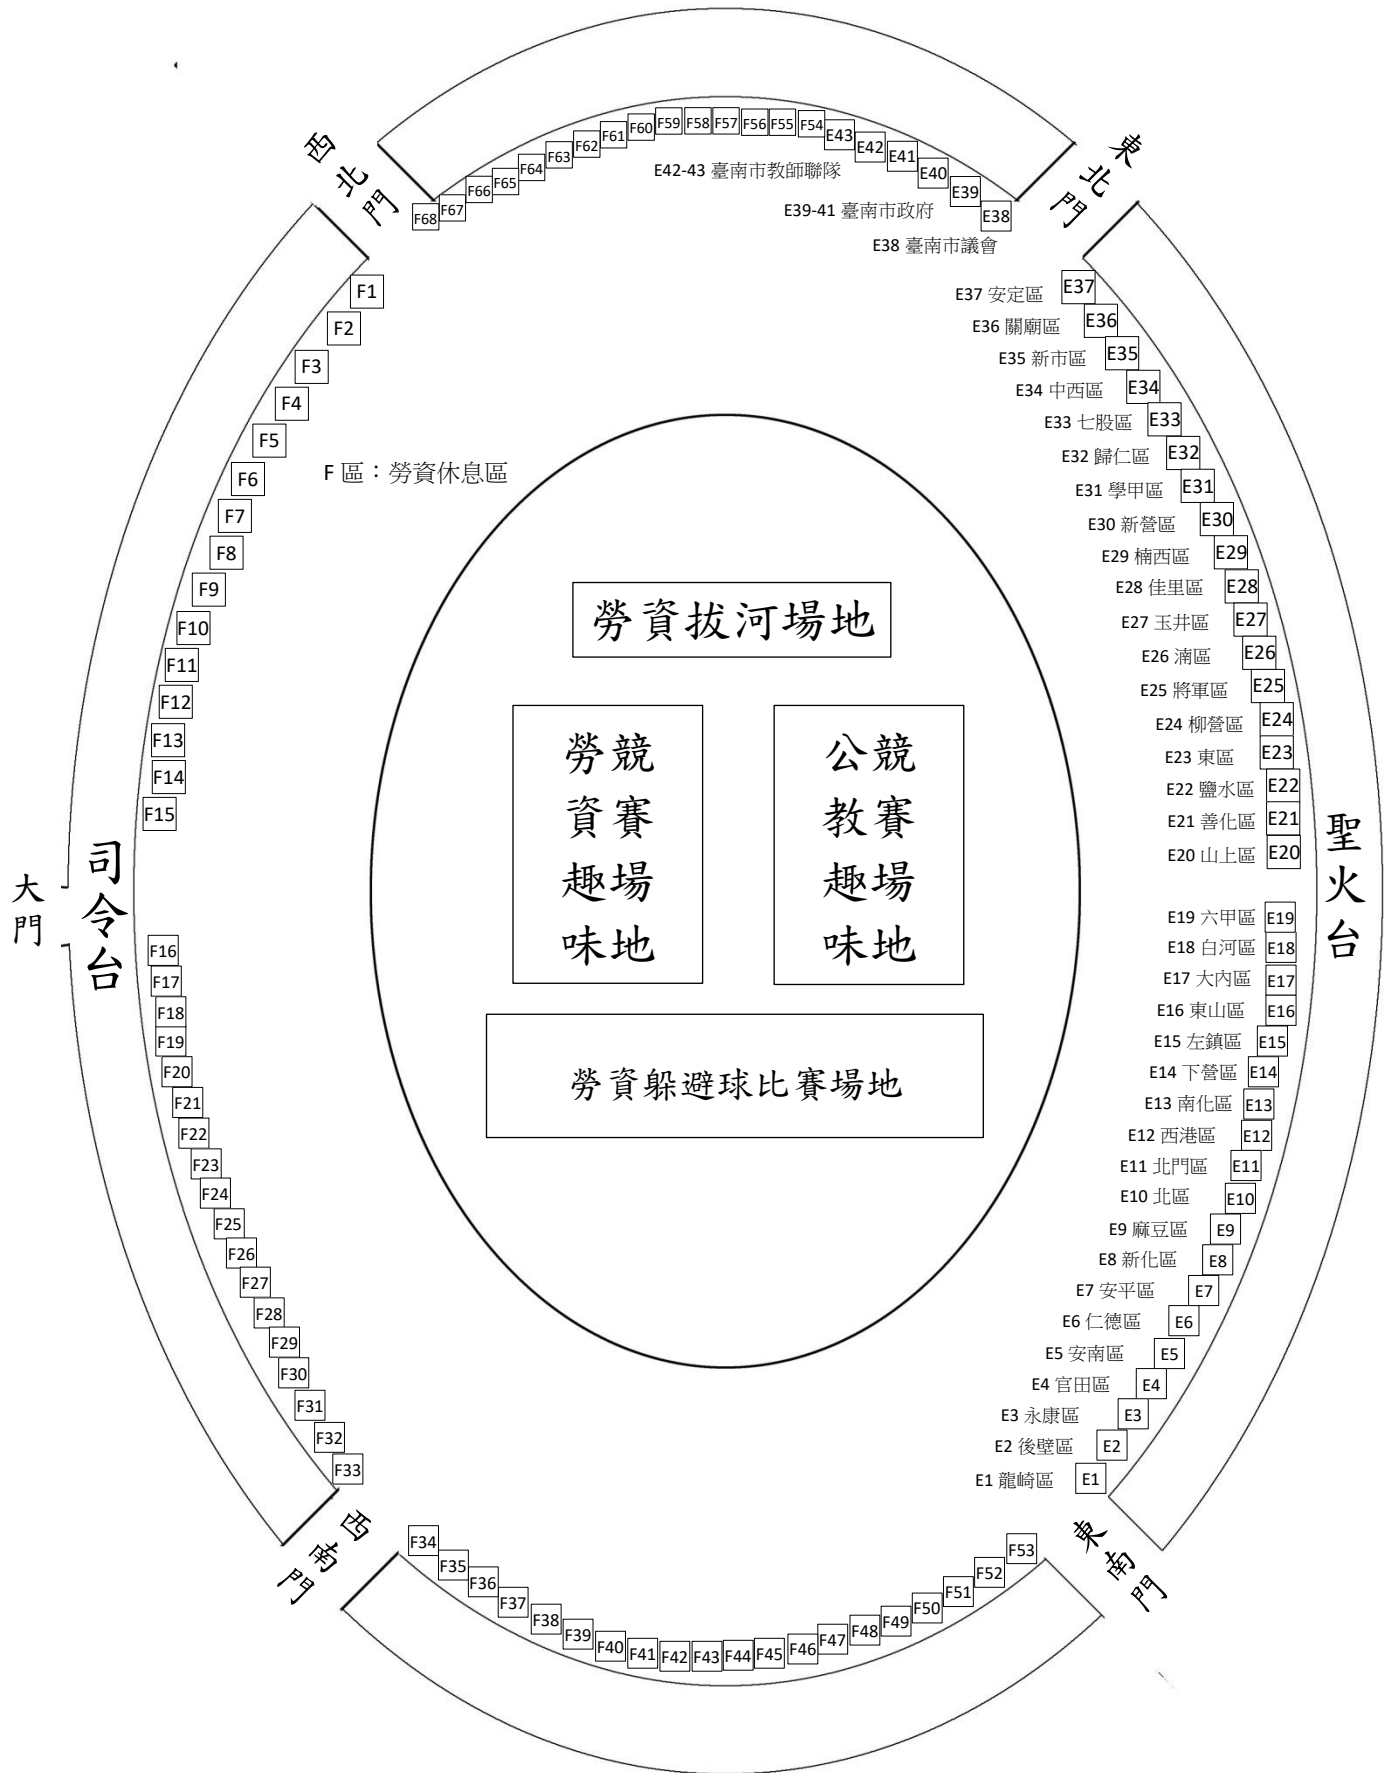 西北門
東北門
F68
F67
F66
F65
F64
F63
F62
F61
F60
F59
F58
F57
F56
F55
F54
E43
E42
E41
E40
E39
E38
E42-43 臺南市教師聯隊
E39-41 臺南市政府
E38 臺南市議會
F1
F2
F3
F4
F5
F6
F7
F8
F9
F10
F11
F12
F13
F14
F15
F 區：勞資休息區
E37 安定區
E37
E36 關廟區
E36
E35 新市區
E35
E34 中西區
E34
E33 七股區
E33
E32 歸仁區
E32
E31 學甲區
E31
E30 新營區
E30
E29 楠西區
E29
E28 佳里區
E28
E27 玉井區
E27
E26 湳區
E26
E25 將軍區
E25
E24 柳營區
E24
E23 東區
E23
E22 鹽水區
E22
E21 善化區
E21
E20 山上區
E20
勞資拔河場地
勞資趣味
競賽場地
公教趣味
競賽場地
勞資躲避球比賽場地
大門
司令台
聖火台
F16
F17
F18
F19
F20
F21
F22
F23
F24
F25
F26
F27
F28
F29
F30
F31
F32
F33
E19 六甲區
E19
E18 白河區
E18
E17 大內區
E17
E16 東山區
E16
E15 左鎮區
E15
E14 下營區
E14
E13 南化區
E13
E12 西港區
E12
E11 北門區
E11
E10 北區
E10
E9 麻豆區
E9
E8 新化區
E8
E7 安平區
E7
E6 仁德區
E6
E5 安南區
E5
E4 官田區
E4
E3 永康區
E3
E2 後壁區
E2
E1 龍崎區
E1
西南門
東南門
F34
F35
F36
F37
F38
F39
F40
F41
F42
F43
F44
F45
F46
F47
F48
F49
F50
F51
F52
F53